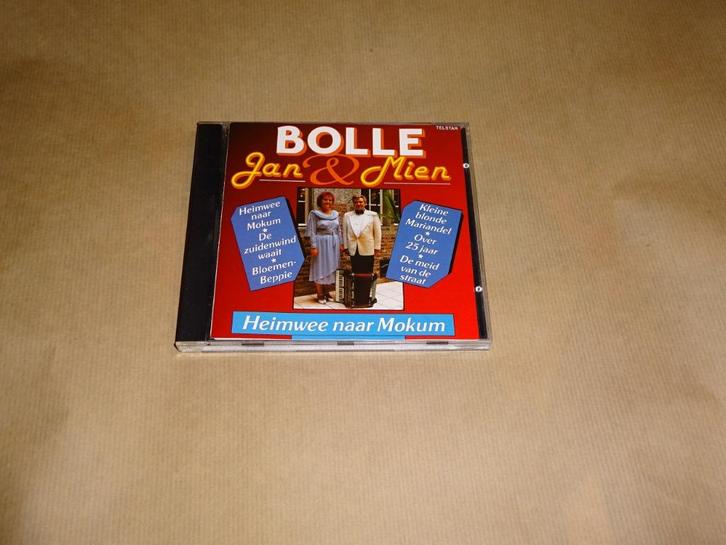 TELSTAR
BOLLE
Jan & Mien
Heimwee
naar
Mokum
*
De
zuidenwind
waait
*
Bloemen-
Beppie
Kleine
blonde
Mariandel
*
Over
25 jaar
*
De meid
van de
straat
Heimwee naar Mokum